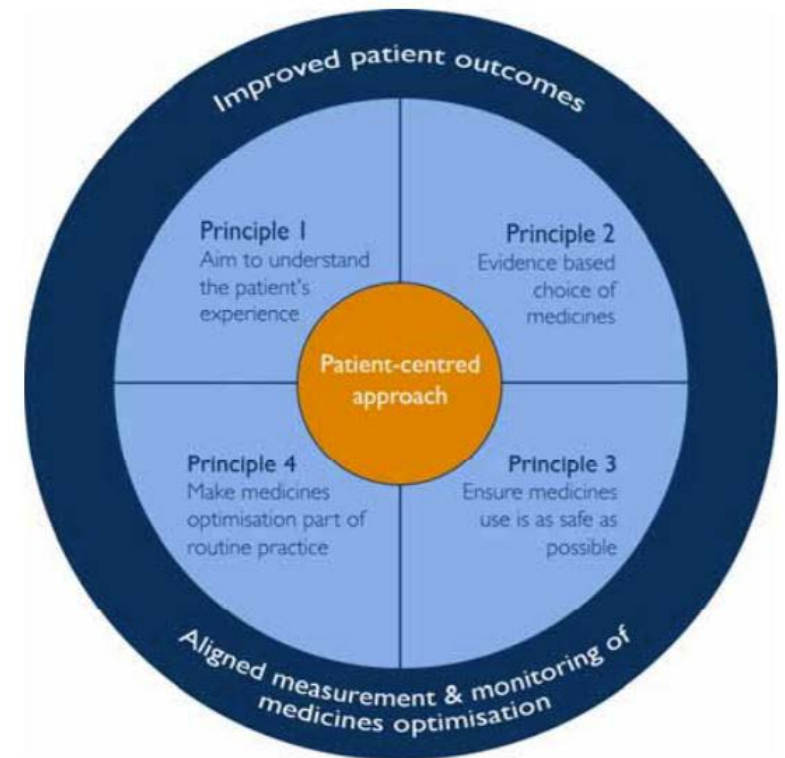 Improved patient outcomes
Principle 1
Aim to understand
the patient's
experience
Principle 2
Evidence based
choice of
medicines
Patient-centred
approach
Principle 4
Make medicines
optimisation part of
routine practice
Principle 3
Ensure medicines
use is as safe as
possible
Aligned measurement & monitoring of
medicines optimisation